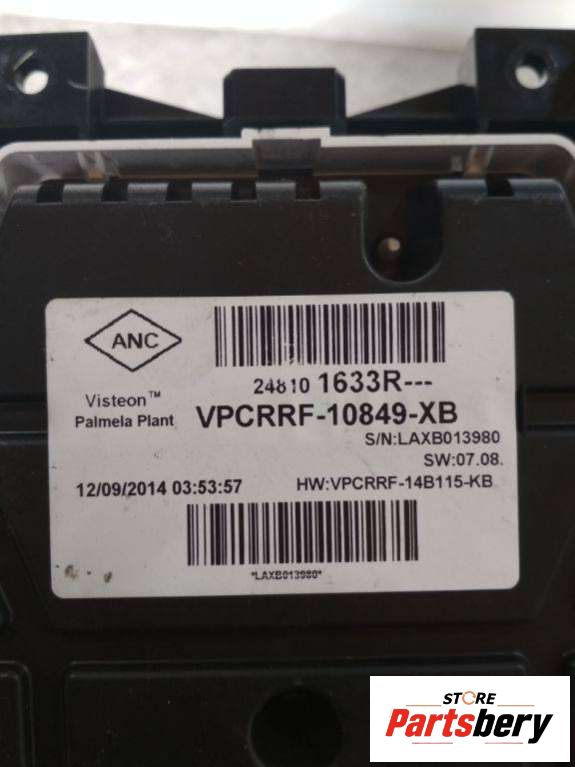 ANC
24810 1633R---
Visteon™
Palmela Plant
VPCRRF-10849-XB
S/N:LAXB013980
SW:07.08.
12/09/2014 03:53:57
HW:VPCRRF-14B115-KB
*LAXB013980*
STORE
Partsbery